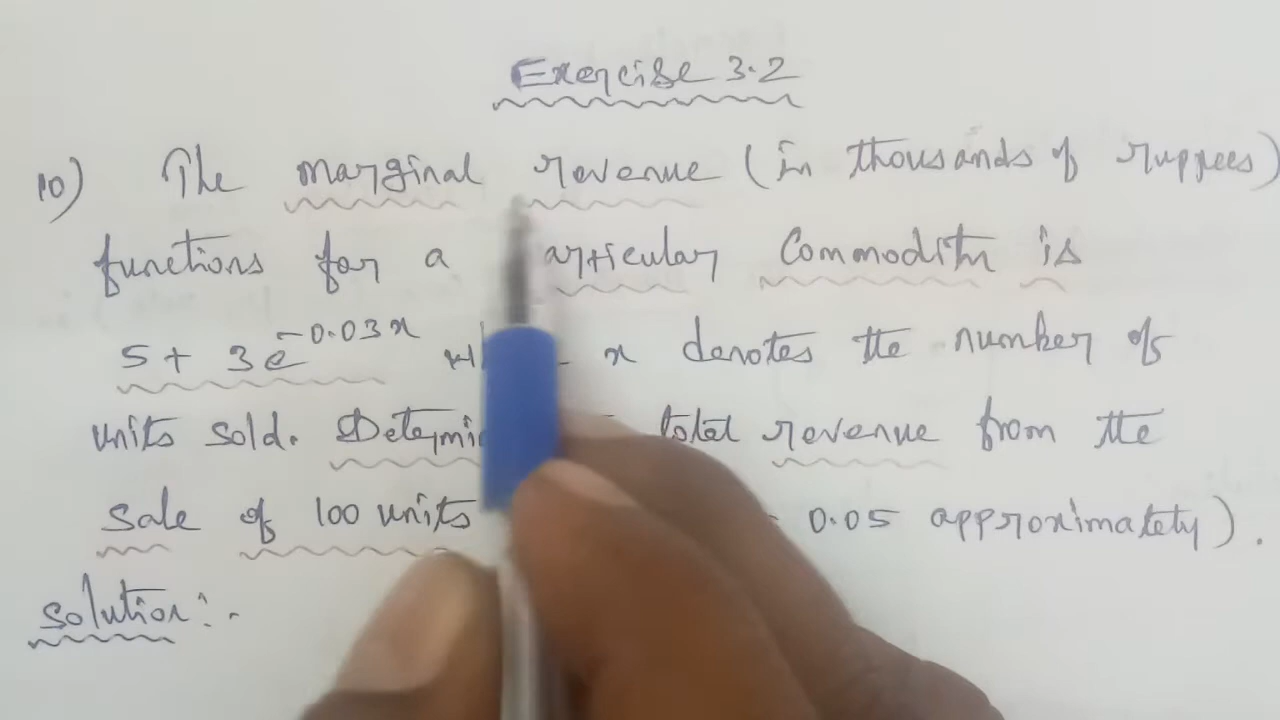 Exercise 3.2
10) The marginal revenue (in thousands of ruppees)
functions for a articular Commodity is
5 + 3e^-0.03x x denotes the number of
units sold. Determi total revenue from the
sale of 100 units 0.05 approximately).
Solution:-